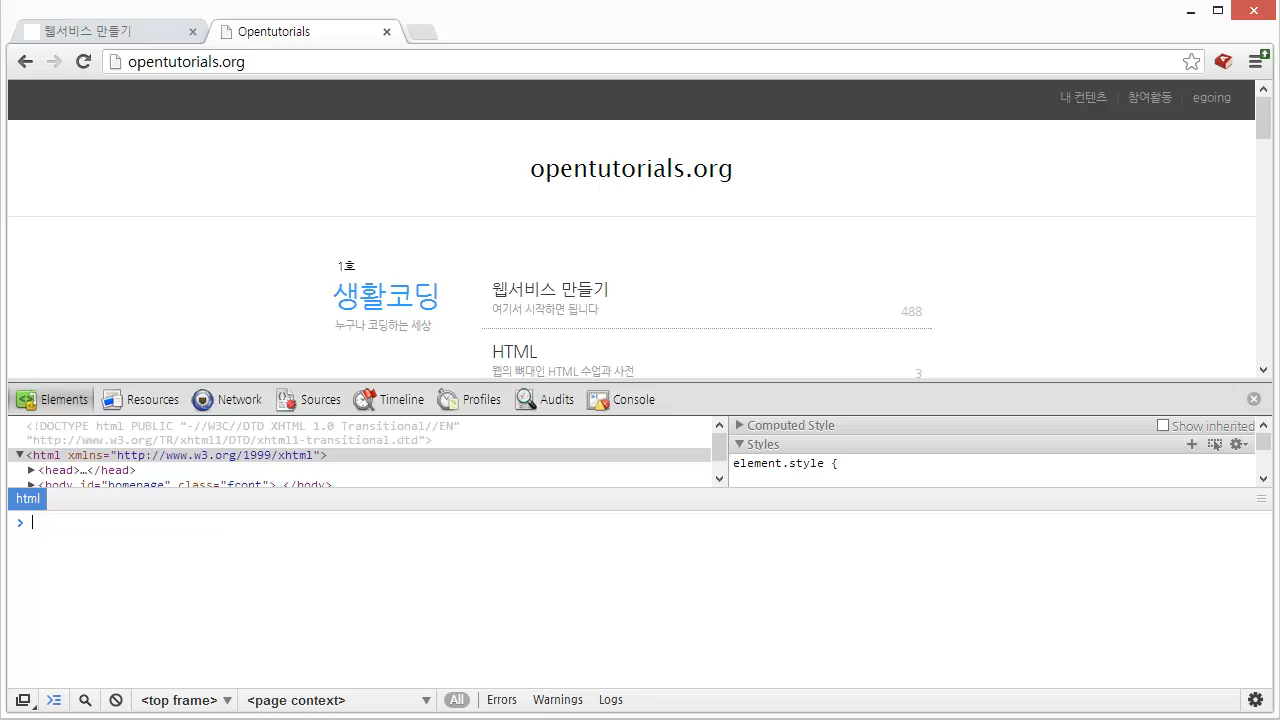 웹서비스 만들기
Opentutorials
opentutorials.org
내 컨텐츠 참여활동 egoing
opentutorials.org
1호
생활코딩
누구나 코딩하는 세상
웹서비스 만들기
여기서 시작하면 됩니다
488
HTML
웹의 뼈대인 HTML 수업과 사전
3
Elements Resources Network Sources Timeline Profiles Audits Console
<!DOCTYPE html PUBLIC "-//W3C//DTD XHTML 1.0 Transitional//EN"
"http://www.w3.org/TR/xhtml1/DTD/xhtml1-transitional.dtd">
<html xmlns="http://www.w3.org/1999/xhtml">
<head>…</head>
<body id="homepage" class="front">…</body>
Computed Style Show inherited
Styles
element.style {
html
<top frame> <page context> All Errors Warnings Logs